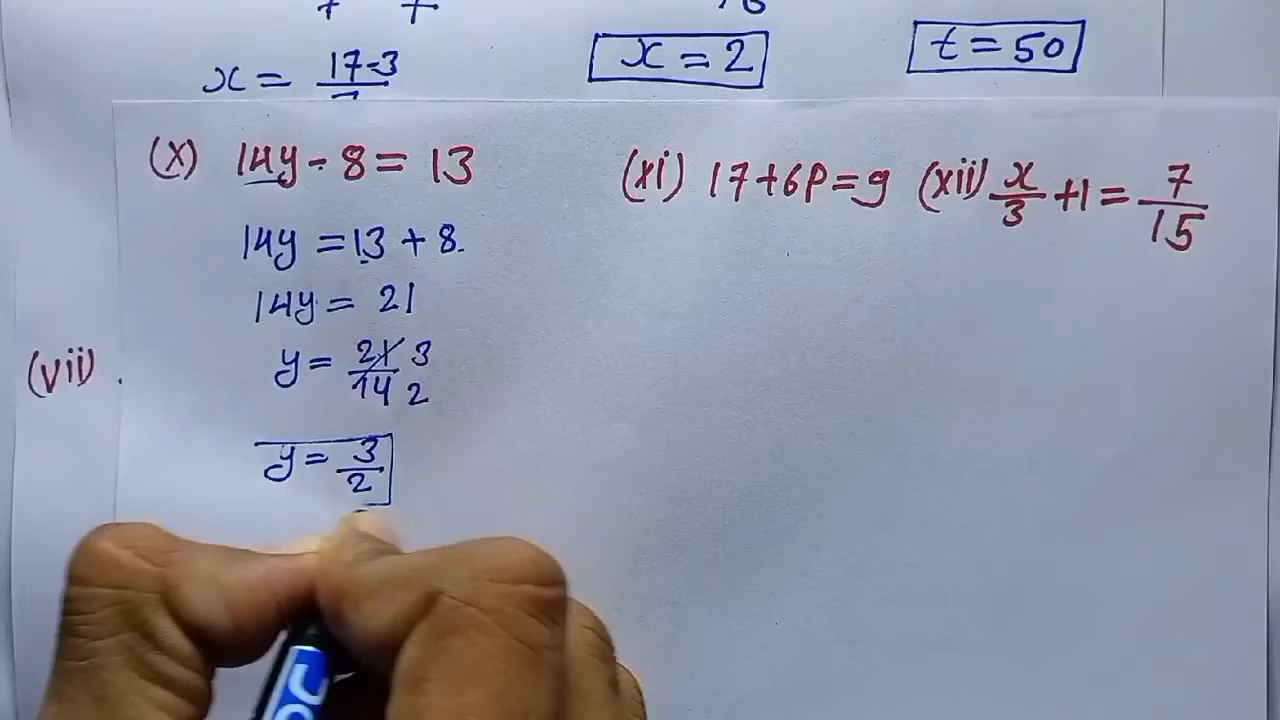 x = 17-3
x = 2
t = 50
(x) 14y - 8 = 13
14y = 13 + 8
14y = 21
y = 21/14 3/2
y = 3/2
(vii) .
(xi) 17+6P=9
(xii) x/3 +1 = 7/15